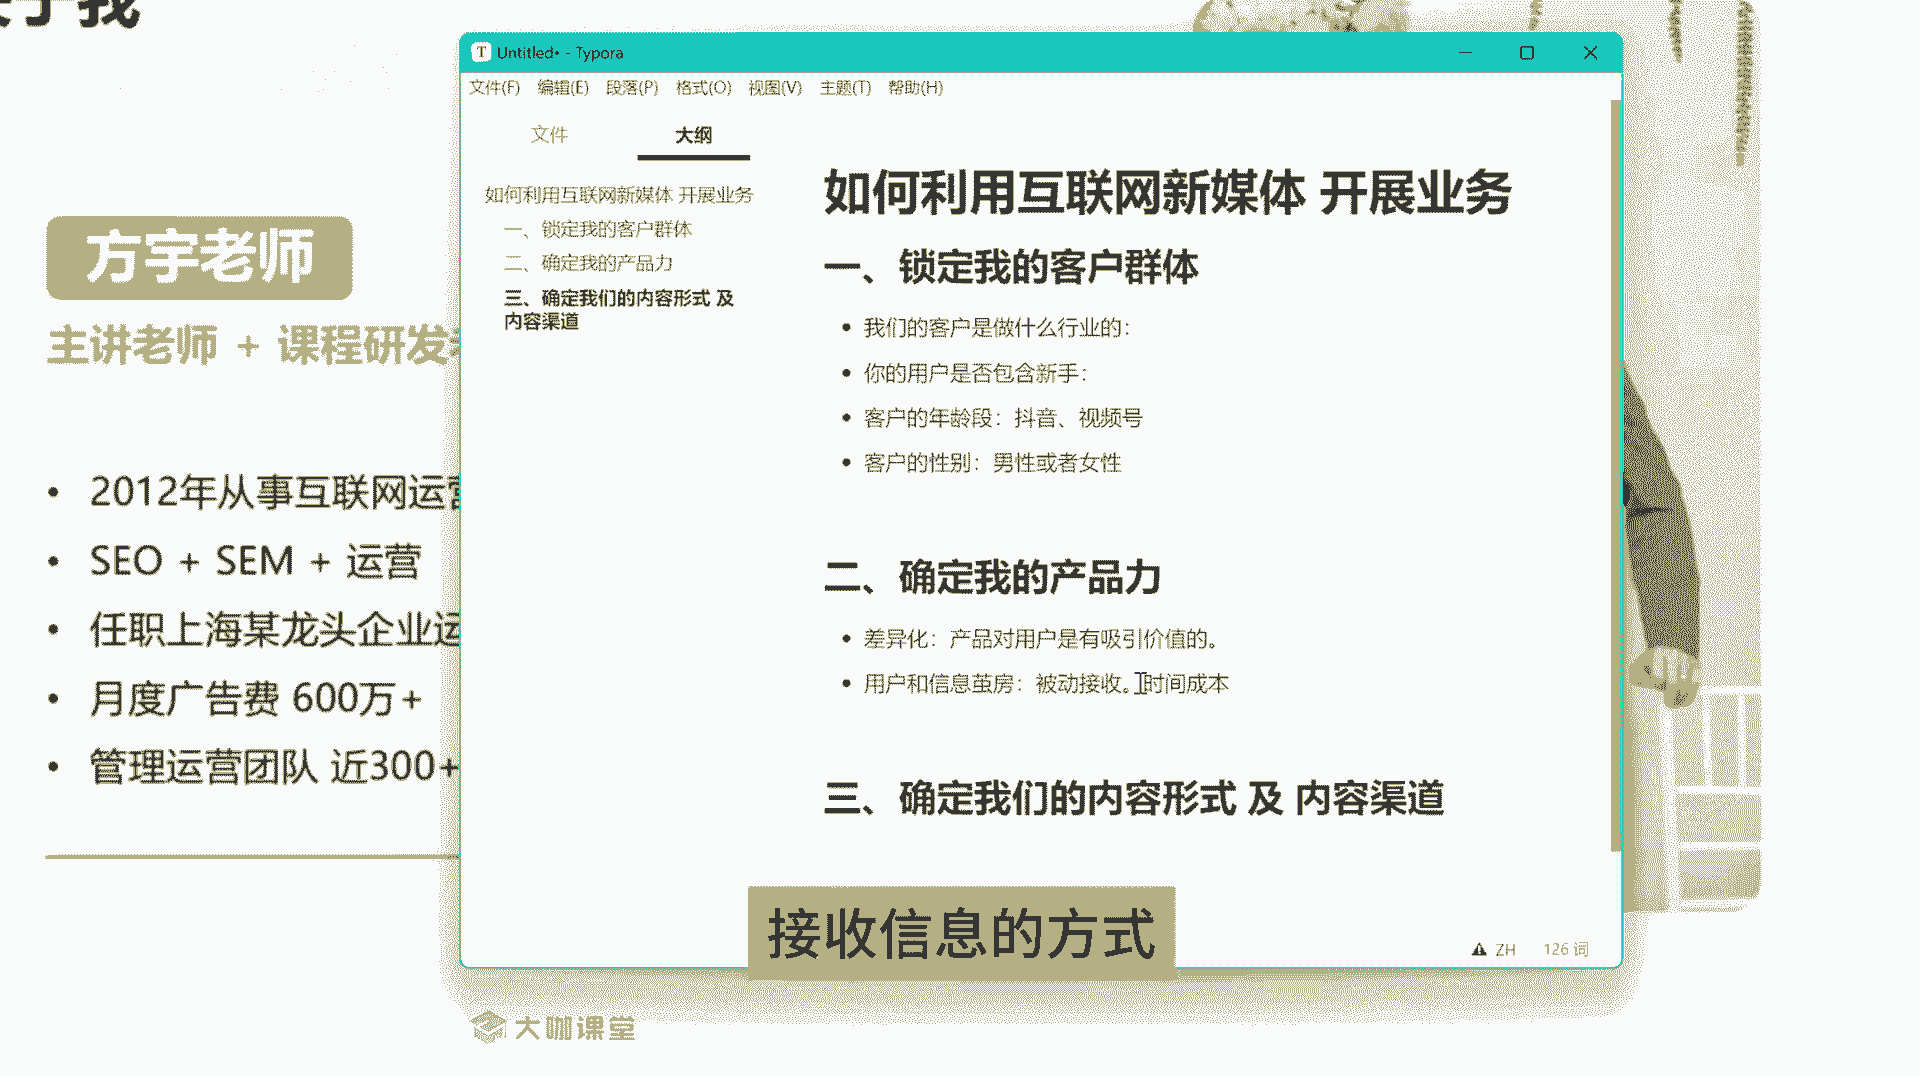 方宇老师
主讲老师 + 课程研发
2012年从事互联网运营
SEO + SEM + 运营
任职上海某龙头企业运
月度广告费 600万+
管理运营团队 近300+
Untitled• - Typora
文件(F) 编辑(E) 段落(P) 格式(O) 视图(V) 主题(T) 帮助(H)
文件 大纲
如何利用互联网新媒体 开展业务
一、锁定我的客户群体
二、确定我的产品力
三、确定我们的内容形式 及
内容渠道
如何利用互联网新媒体 开展业务
一、锁定我的客户群体
我们的客户是做什么行业的：
你的用户是否包含新手：
客户的年龄段：抖音、视频号
客户的性别：男性或者女性
二、确定我的产品力
差异化：产品对用户是有吸引价值的。
用户和信息茧房：被动接收。时间成本
三、确定我们的内容形式 及 内容渠道
接收信息的方式
ZH 126 词
大咖课堂